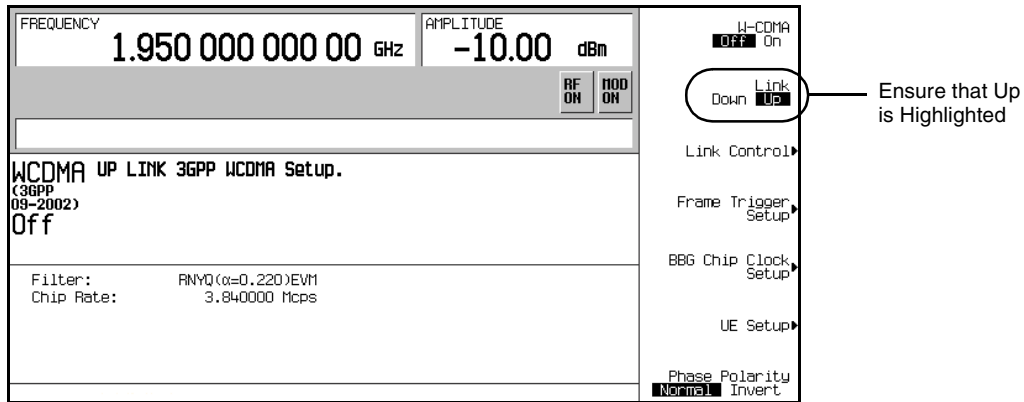 FREQUENCY
1.950 000 000 00 GHz
AMPLITUDE
-10.00 dBm
RF ON
MOD ON
WCDMA UP LINK 3GPP WCDMA Setup.
(3GPP
09-2002)
Off
Filter: RNYQ(α=0.220)EVM
Chip Rate: 3.840000 Mcps
W-CDMA
Off On
Link
Down Up
Link Control
Frame Trigger
Setup
BBG Chip Clock
Setup
UE Setup
Phase Polarity
Normal Invert
Ensure that Up
is Highlighted